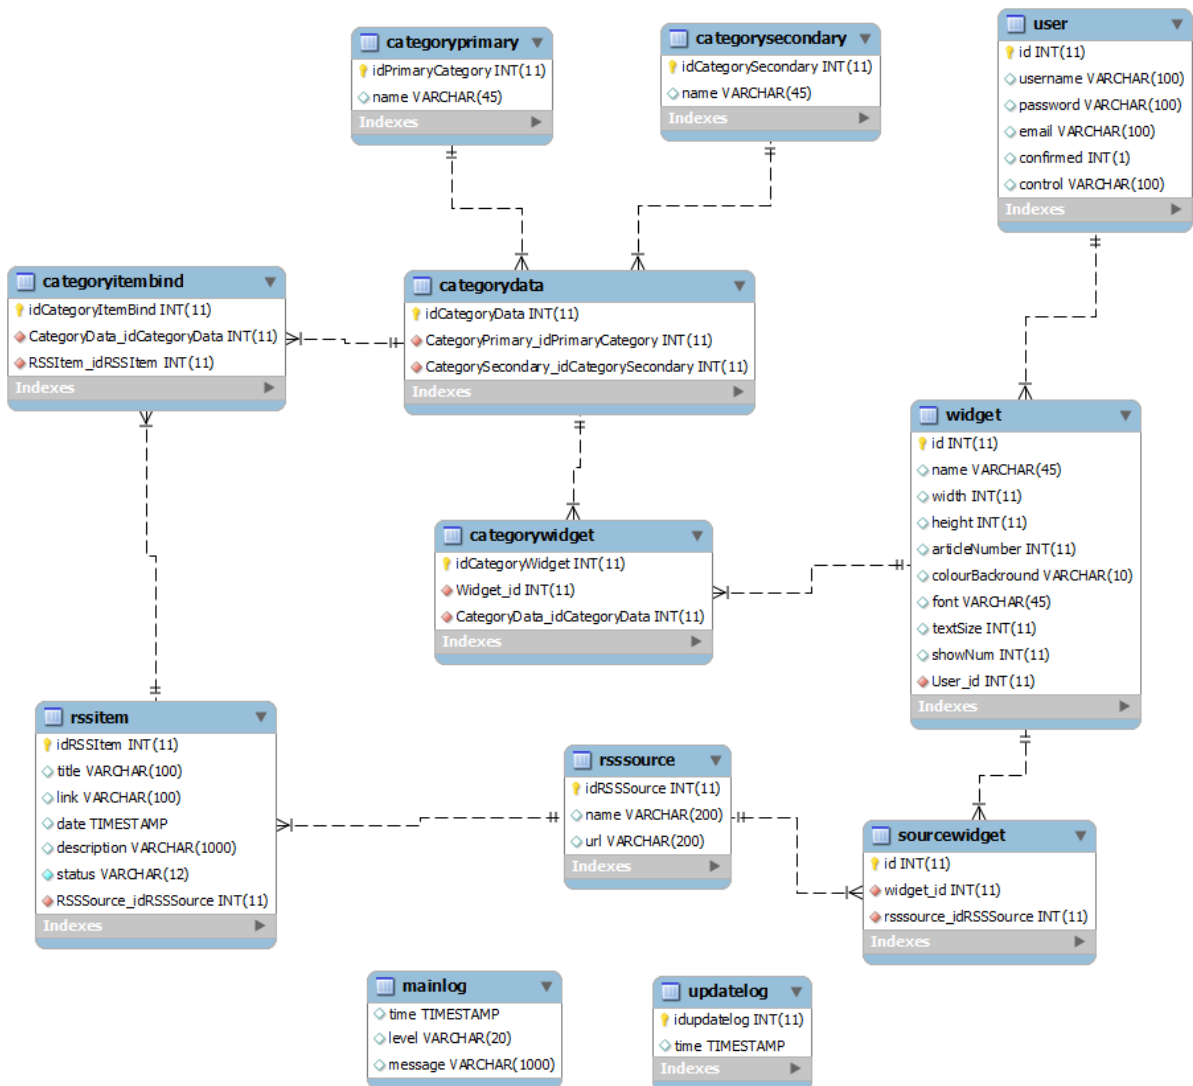 categoryprimary
idPrimaryCategory INT(11)
name VARCHAR(45)
Indexes
categorysecondary
idCategorySecondary INT(11)
name VARCHAR(45)
Indexes
user
id INT(11)
username VARCHAR(100)
password VARCHAR(100)
email VARCHAR(100)
confirmed INT(1)
control VARCHAR(100)
Indexes
categoryitembind
idCategoryItemBind INT(11)
CategoryData_idCategoryData INT(11)
RSSItem_idRSSItem INT(11)
Indexes
categorydata
idCategoryData INT(11)
CategoryPrimary_idPrimaryCategory INT(11)
CategorySecondary_idCategorySecondary INT(11)
Indexes
widget
id INT(11)
name VARCHAR(45)
width INT(11)
height INT(11)
articleNumber INT(11)
colourBackround VARCHAR(10)
font VARCHAR(45)
textSize INT(11)
showNum INT(11)
User_id INT(11)
Indexes
categorywidget
idCategoryWidget INT(11)
Widget_id INT(11)
CategoryData_idCategoryData INT(11)
Indexes
rssitem
idRSSItem INT(11)
title VARCHAR(100)
link VARCHAR(100)
date TIMESTAMP
description VARCHAR(1000)
status VARCHAR(12)
RSSSource_idRSSSource INT(11)
Indexes
rsssource
idRSSSource INT(11)
name VARCHAR(200)
url VARCHAR(200)
Indexes
sourcewidget
id INT(11)
widget_id INT(11)
rsssource_idRSSSource INT(11)
Indexes
mainlog
time TIMESTAMP
level VARCHAR(20)
message VARCHAR(1000)
updatelog
idupdatelog INT(11)
time TIMESTAMP
Indexes